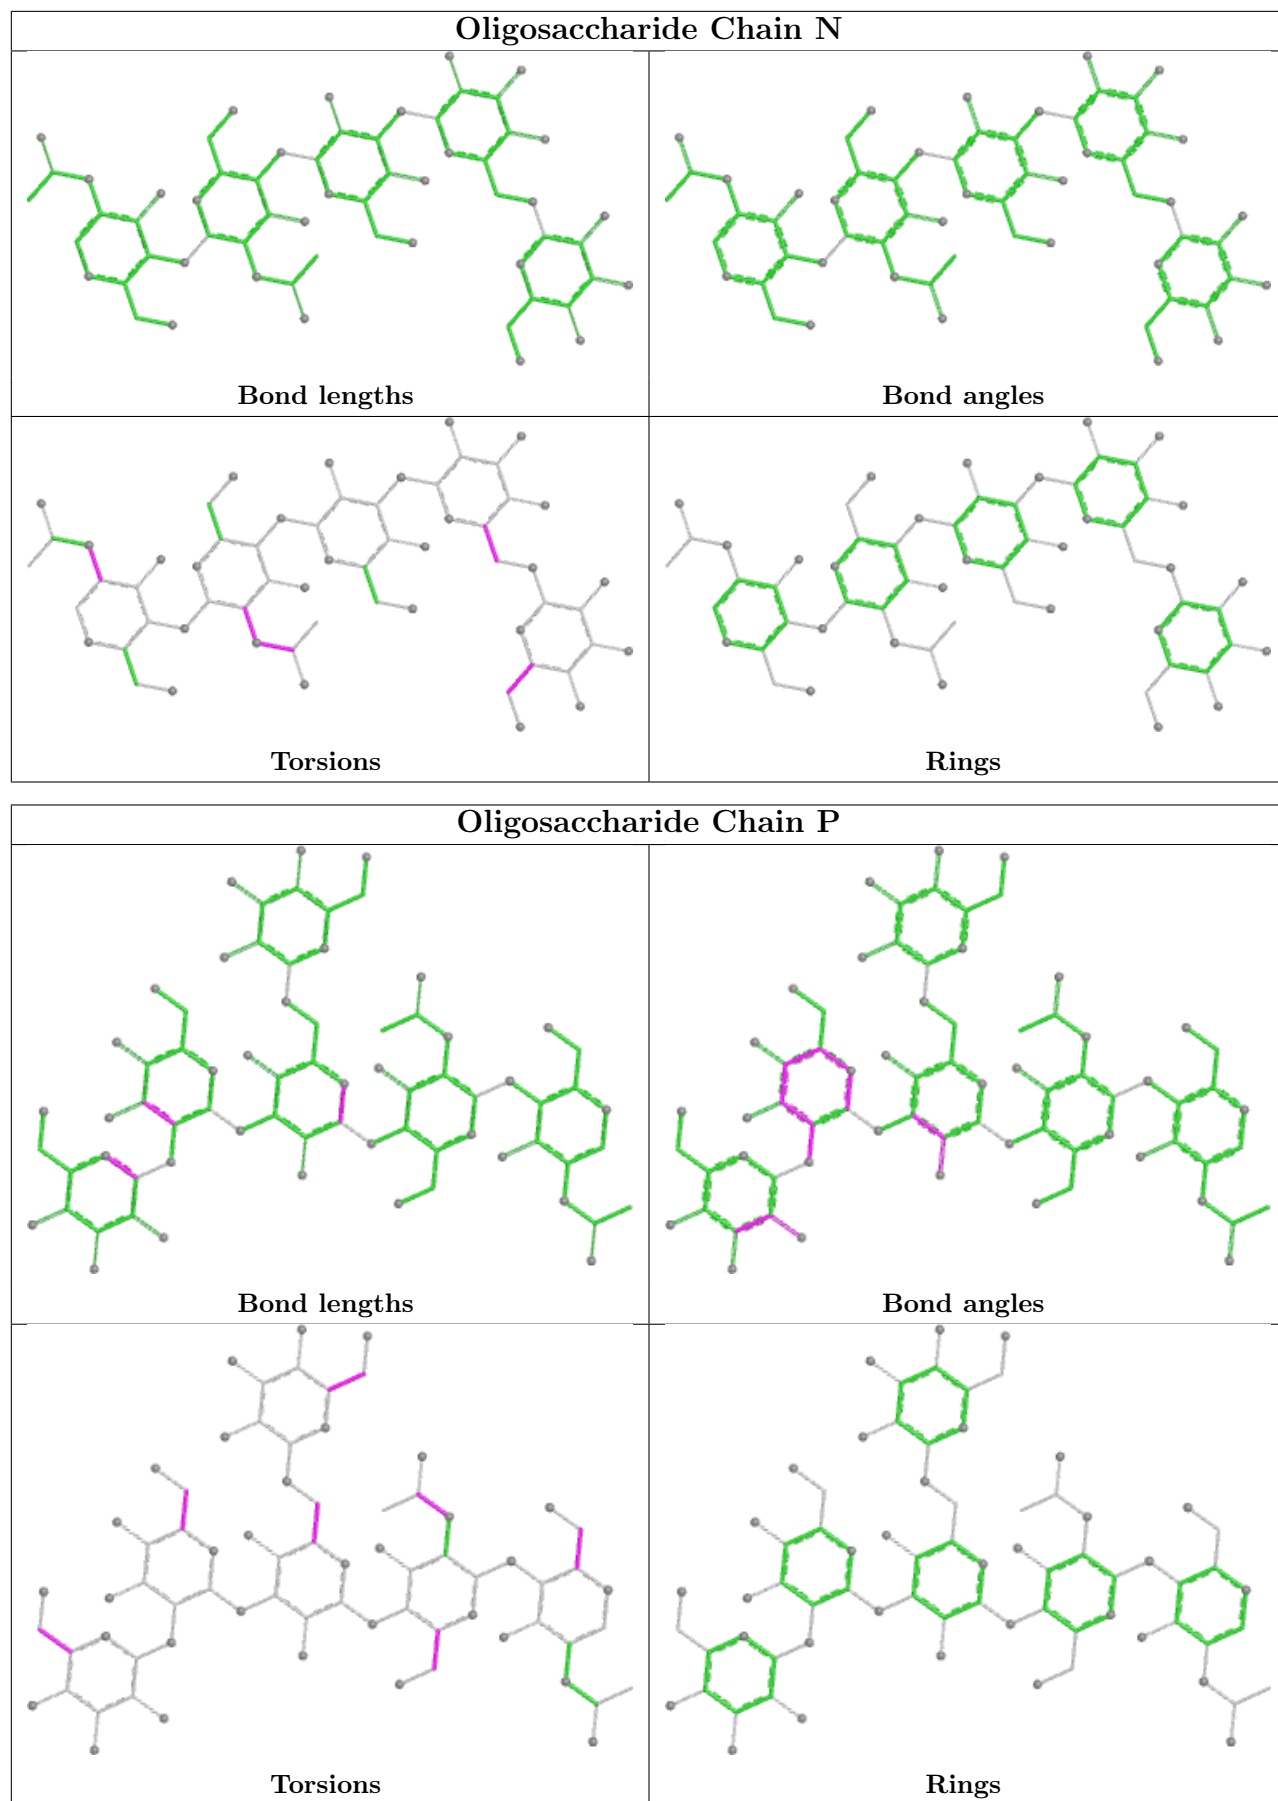 Oligosaccharide Chain N
Bond lengths
Bond angles
Torsions
Rings
Oligosaccharide Chain P
Bond lengths
Bond angles
Torsions
Rings